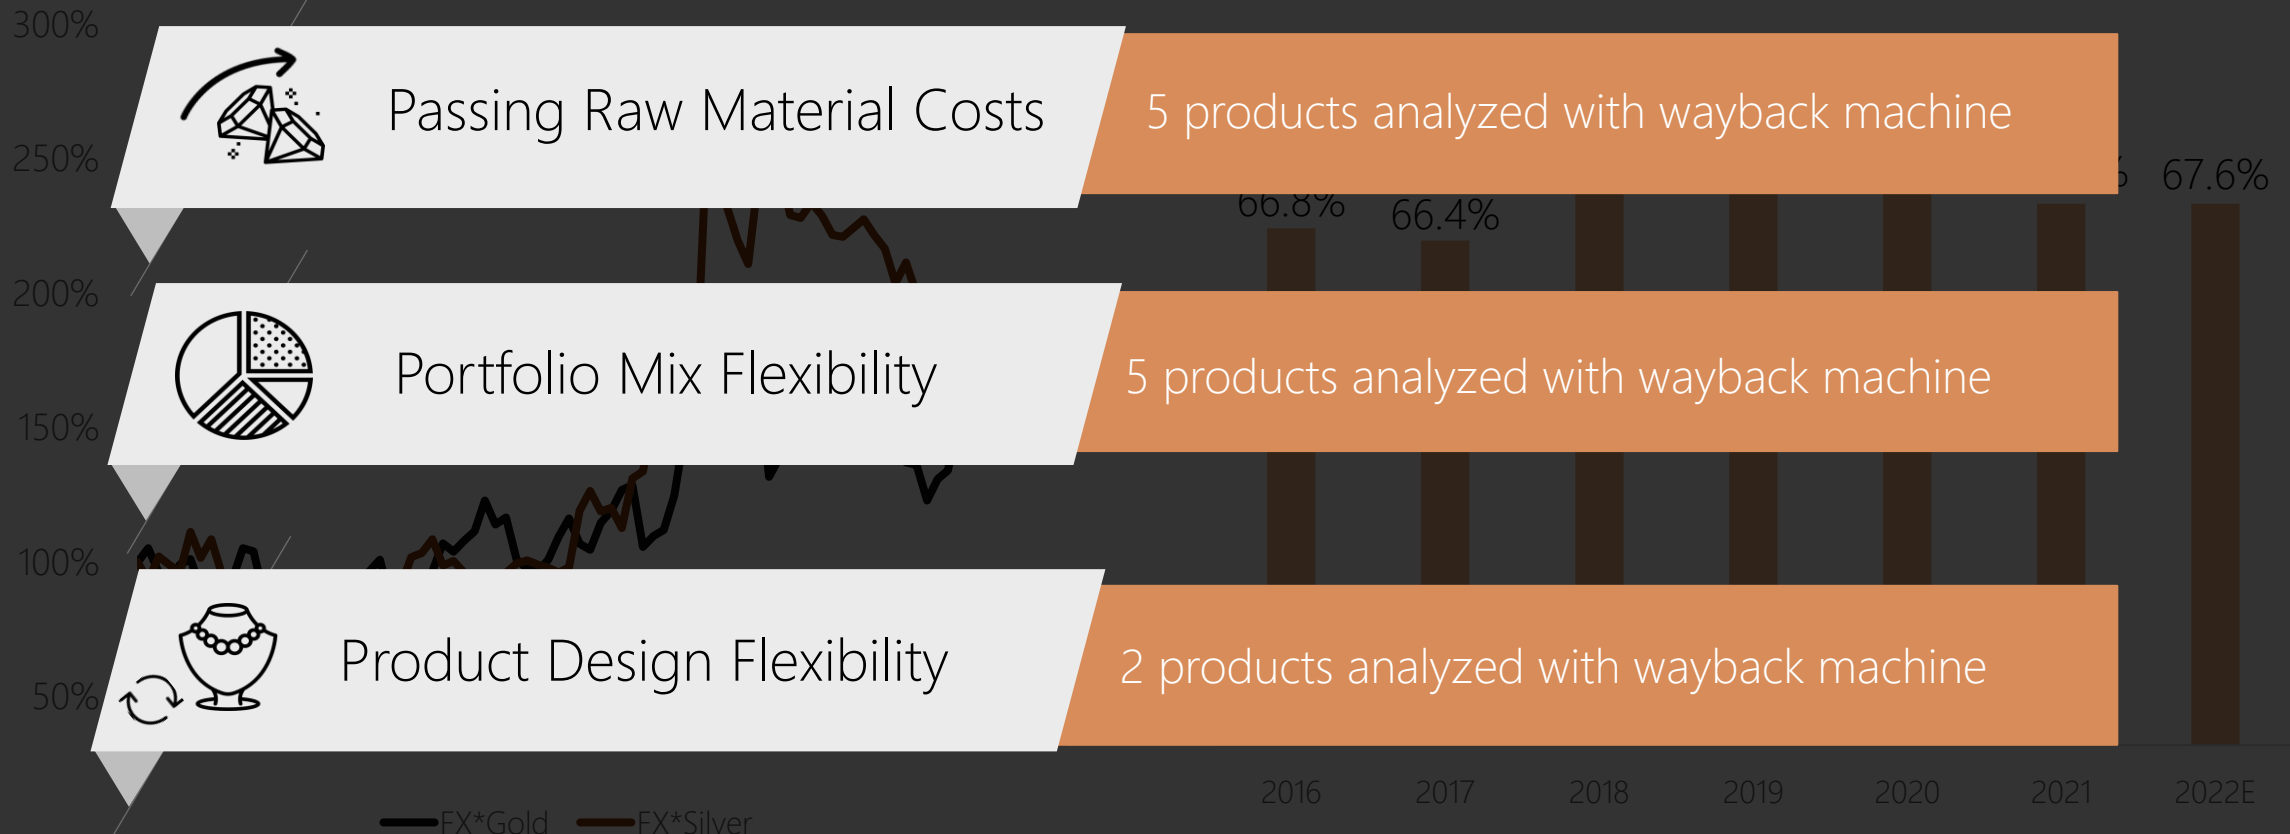 300%
Passing Raw Material Costs
5 products analyzed with wayback machine
250%
66.8%
66.4%
67.6%
200%
Portfolio Mix Flexibility
5 products analyzed with wayback machine
150%
100%
Product Design Flexibility
2 products analyzed with wayback machine
50%
2016 2017 2018 2019 2020 2021 2022E
FX*Gold FX*Silver